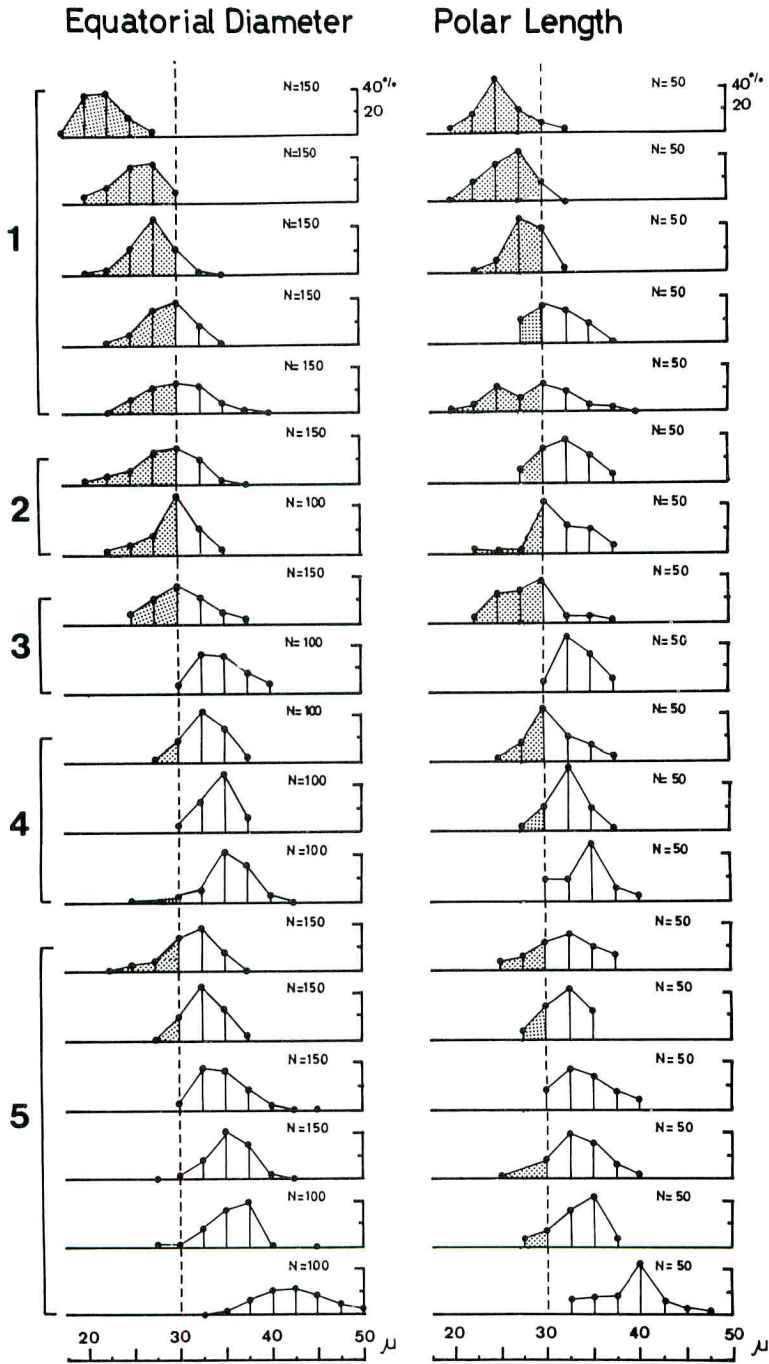 Equatorial Diameter Polar Length
N=150 40% N= 50 40%
20 20
N=150 N= 50
1 N=150 N= 50
N=150 N= 50
N= 150 N= 50
N=150 N=50
2 N=100 N= 50
N=150 N=50
3 N= 100 N= 50
N=100 N= 50
4 N=100 N= 50
N=100 N= 50
N=150 N= 50
N=150 N= 50
5 N=150 N= 50
N=150 N= 50
N=100 N= 50
N=100 N= 50
20 30 40 50 μ 20 30 40 50 μ